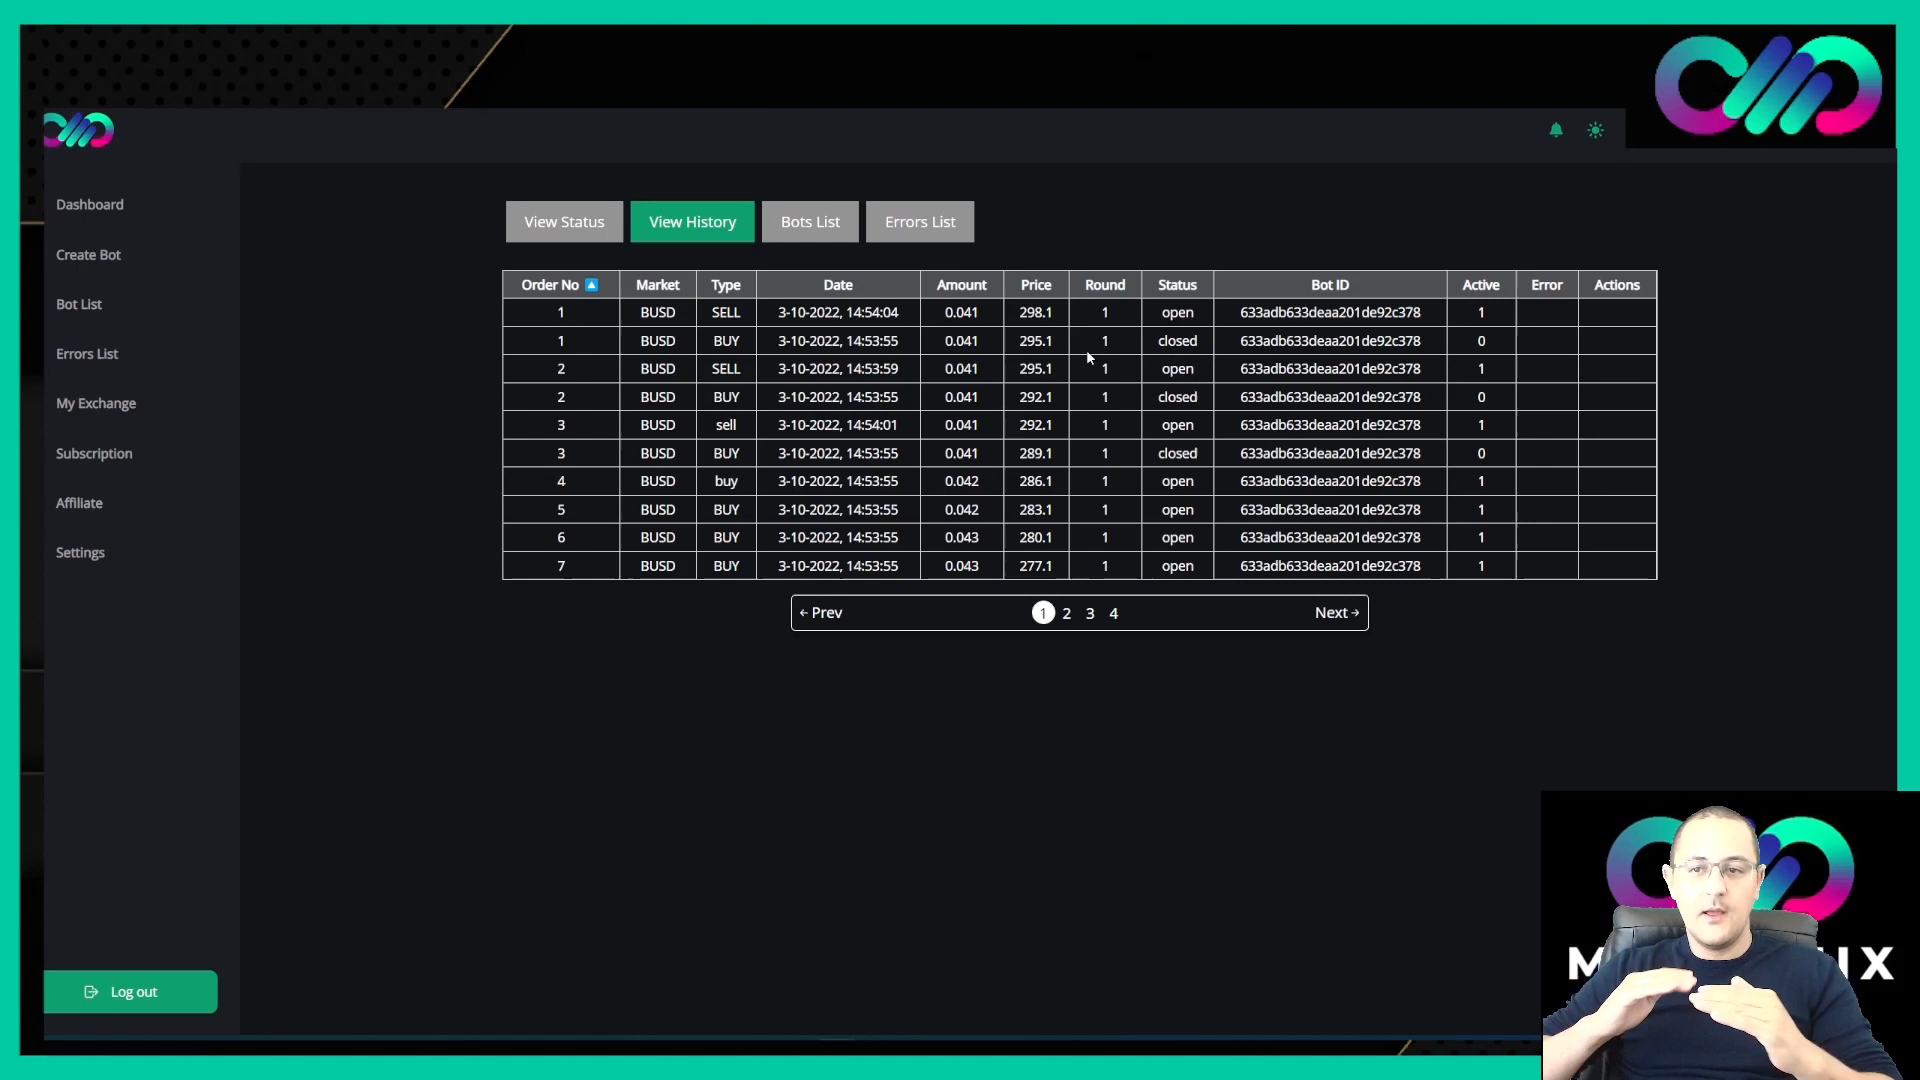 Dashboard
Create Bot
Bot List
Errors List
My Exchange
Subscription
Affiliate
Settings
Log out
View Status View History Bots List Errors List
Order No Market Type Date Amount Price Round Status Bot ID Active Error Actions
1 BUSD SELL 3-10-2022, 14:54:04 0.041 298.1 1 open 633adb633deaa201de92c378 1
1 BUSD BUY 3-10-2022, 14:53:55 0.041 295.1 1 closed 633adb633deaa201de92c378 0
2 BUSD SELL 3-10-2022, 14:53:59 0.041 295.1 1 open 633adb633deaa201de92c378 1
2 BUSD BUY 3-10-2022, 14:53:55 0.041 292.1 1 closed 633adb633deaa201de92c378 0
3 BUSD sell 3-10-2022, 14:54:01 0.041 292.1 1 open 633adb633deaa201de92c378 1
3 BUSD BUY 3-10-2022, 14:53:55 0.041 289.1 1 closed 633adb633deaa201de92c378 0
4 BUSD buy 3-10-2022, 14:53:55 0.042 286.1 1 open 633adb633deaa201de92c378 1
5 BUSD BUY 3-10-2022, 14:53:55 0.042 283.1 1 open 633adb633deaa201de92c378 1
6 BUSD BUY 3-10-2022, 14:53:55 0.043 280.1 1 open 633adb633deaa201de92c378 1
7 BUSD BUY 3-10-2022, 14:53:55 0.043 277.1 1 open 633adb633deaa201de92c378 1
← Prev 1 2 3 4 Next →